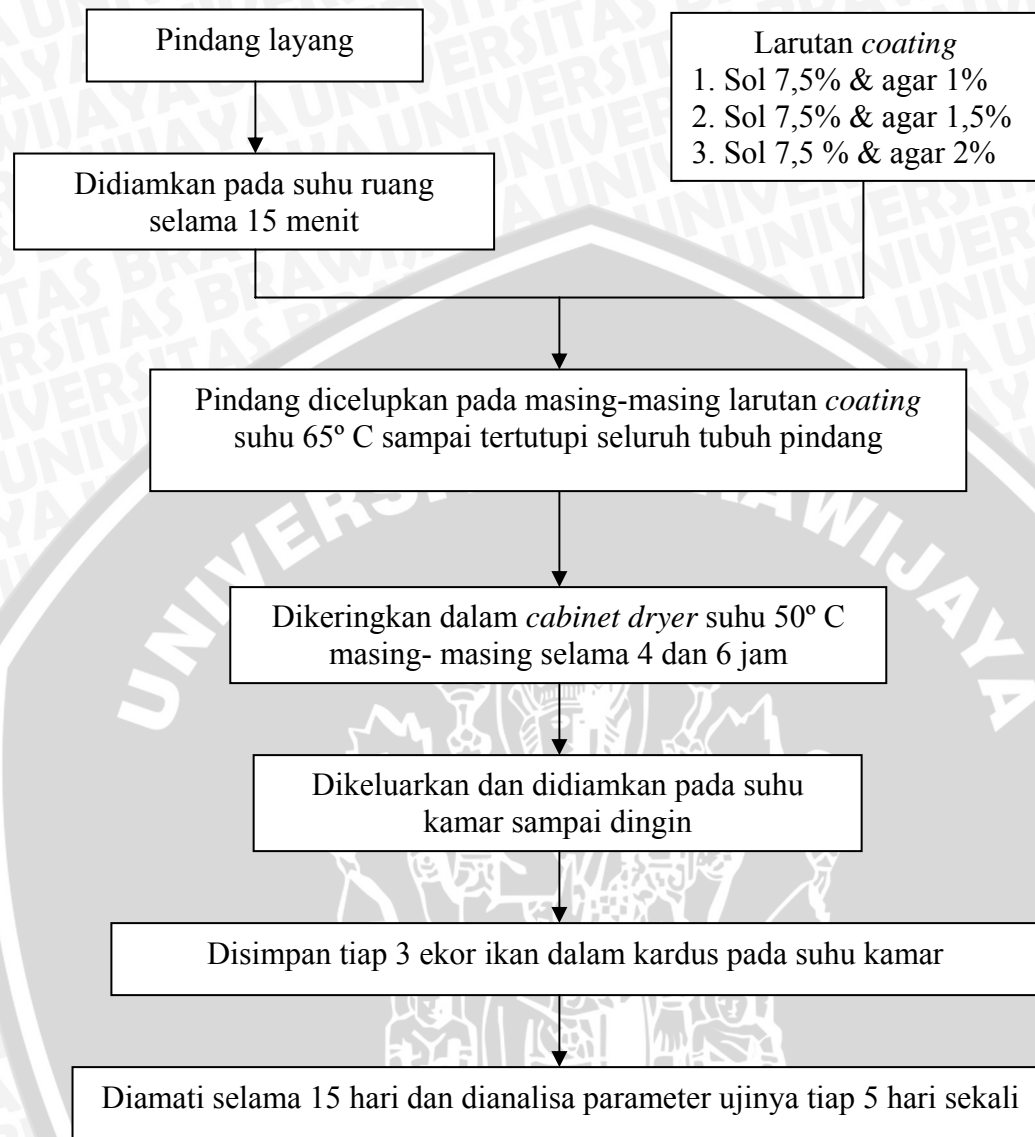 Pindang layang
Larutan coating
1. Sol 7,5% & agar 1%
2. Sol 7,5% & agar 1,5%
3. Sol 7,5 % & agar 2%
Didiamkan pada suhu ruang
selama 15 menit
Pindang dicelupkan pada masing-masing larutan coating
suhu 65º C sampai tertutupi seluruh tubuh pindang
Dikeringkan dalam cabinet dryer suhu 50º C
masing- masing selama 4 dan 6 jam
Dikeluarkan dan didiamkan pada suhu
kamar sampai dingin
Disimpan tiap 3 ekor ikan dalam kardus pada suhu kamar
Diamati selama 15 hari dan dianalisa parameter ujinya tiap 5 hari sekali
UNIVERSITAS BRAWIJAYA